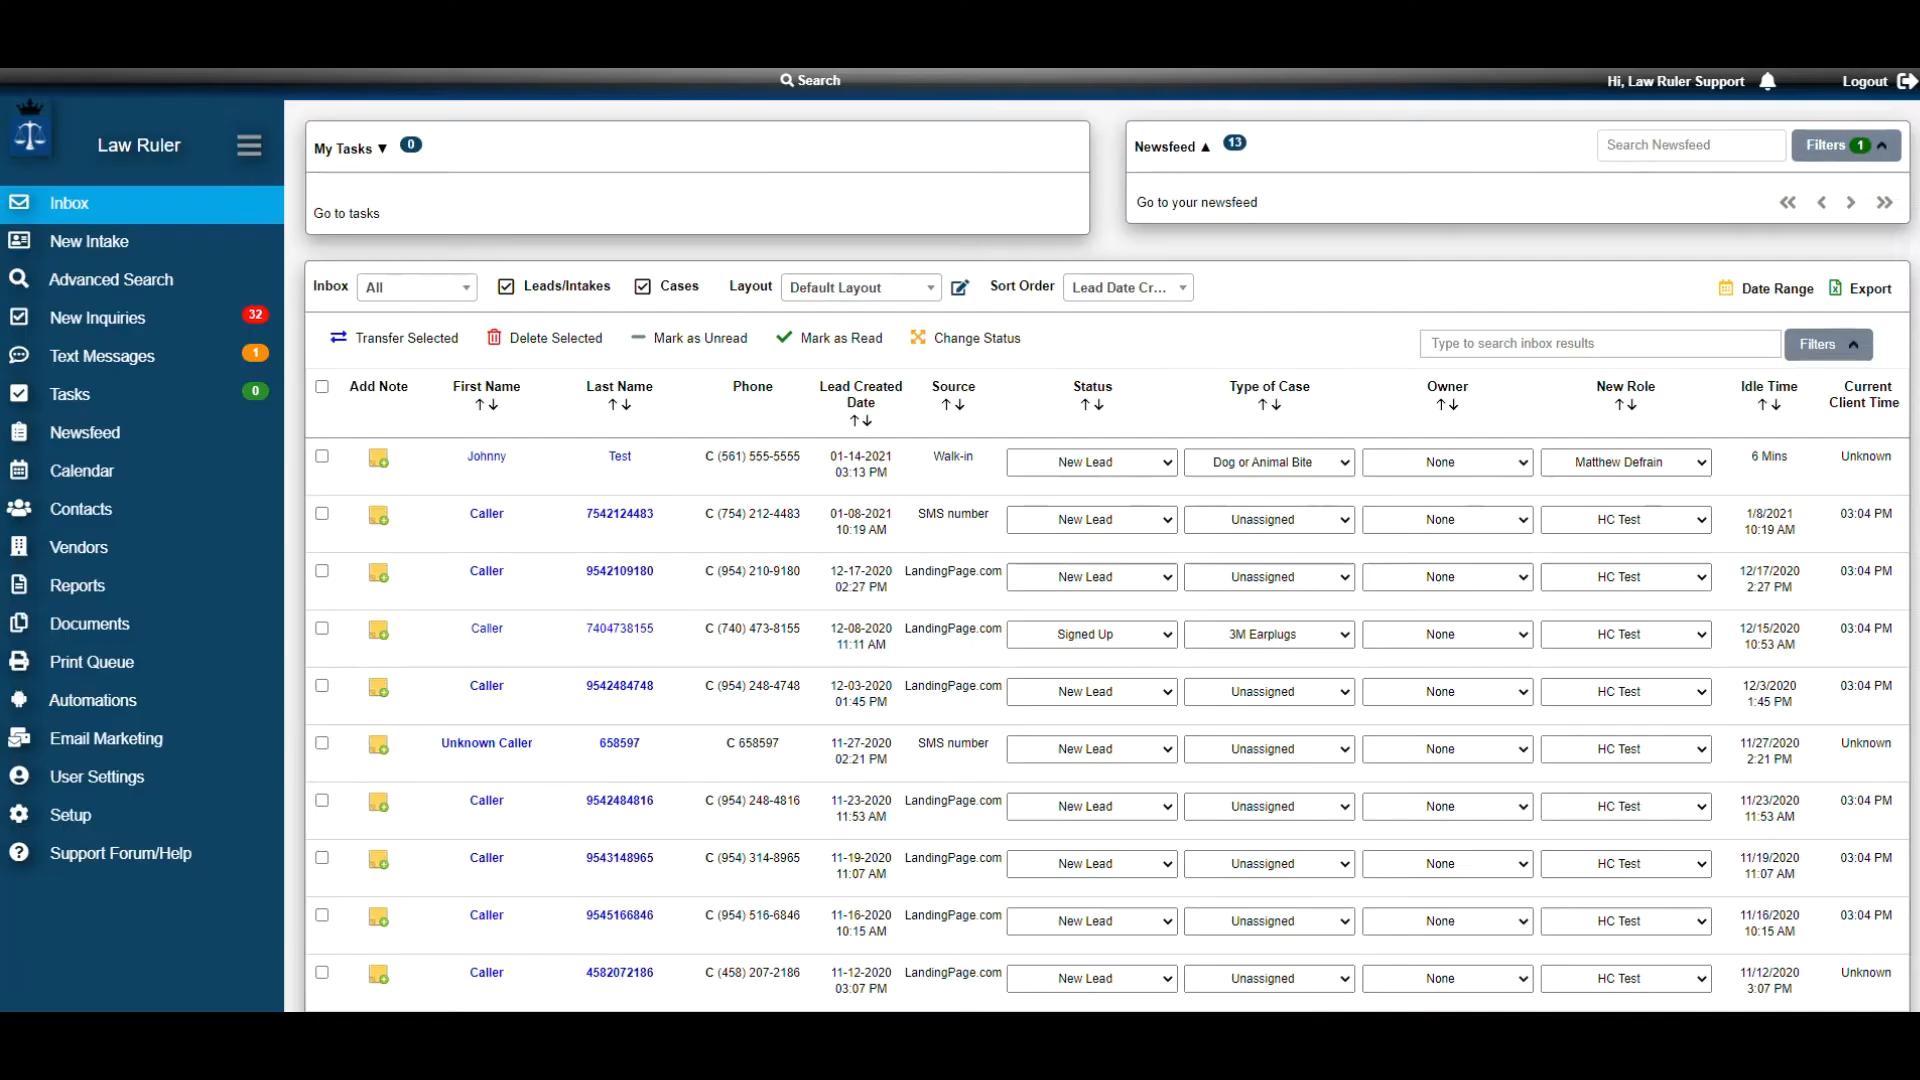 Search
Hi, Law Ruler Support
Logout
Law Ruler
Inbox
New Intake
Advanced Search
New Inquiries 32
Text Messages 1
Tasks 0
Newsfeed
Calendar
Contacts
Vendors
Reports
Documents
Print Queue
Automations
Email Marketing
User Settings
Setup
Support Forum/Help
My Tasks ▼ 0
Go to tasks
Newsfeed ▲ 13
Search Newsfeed
Filters 1
Go to your newsfeed
Inbox All Leads/Intakes Cases Layout Default Layout Sort Order Lead Date Cr... Date Range Export
Transfer Selected Delete Selected Mark as Unread Mark as Read Change Status
Type to search inbox results
Filters
Add Note First Name Last Name Phone Lead Created Source Status Type of Case Owner New Role Idle Time Current
Date Client Time
Johnny Test C (561) 555-5555 01-14-2021 Walk-in New Lead Dog or Animal Bite None Matthew Defrain 6 Mins Unknown
03:13 PM
Caller 7542124483 C (754) 212-4483 01-08-2021 SMS number New Lead Unassigned None HC Test 1/8/2021 03:04 PM
10:19 AM 10:19 AM
Caller 9542109180 C (954) 210-9180 12-17-2020 LandingPage.com New Lead Unassigned None HC Test 12/17/2020 03:04 PM
02:27 PM 2:27 PM
Caller 7404738155 C (740) 473-8155 12-08-2020 LandingPage.com Signed Up 3M Earplugs None HC Test 12/15/2020 03:04 PM
11:11 AM 10:53 AM
Caller 9542484748 C (954) 248-4748 12-03-2020 LandingPage.com New Lead Unassigned None HC Test 12/3/2020 03:04 PM
01:45 PM 1:45 PM
Unknown Caller 658597 C 658597 11-27-2020 SMS number New Lead Unassigned None HC Test 11/27/2020 Unknown
02:21 PM 2:21 PM
Caller 9542484816 C (954) 248-4816 11-23-2020 LandingPage.com New Lead Unassigned None HC Test 11/23/2020 03:04 PM
11:53 AM 11:53 AM
Caller 9543148965 C (954) 314-8965 11-19-2020 LandingPage.com New Lead Unassigned None HC Test 11/19/2020 03:04 PM
11:07 AM 11:07 AM
Caller 9545166846 C (954) 516-6846 11-16-2020 LandingPage.com New Lead Unassigned None HC Test 11/16/2020 03:04 PM
10:15 AM 10:15 AM
Caller 4582072186 C (458) 207-2186 11-12-2020 LandingPage.com New Lead Unassigned None HC Test 11/12/2020 Unknown
03:07 PM 3:07 PM